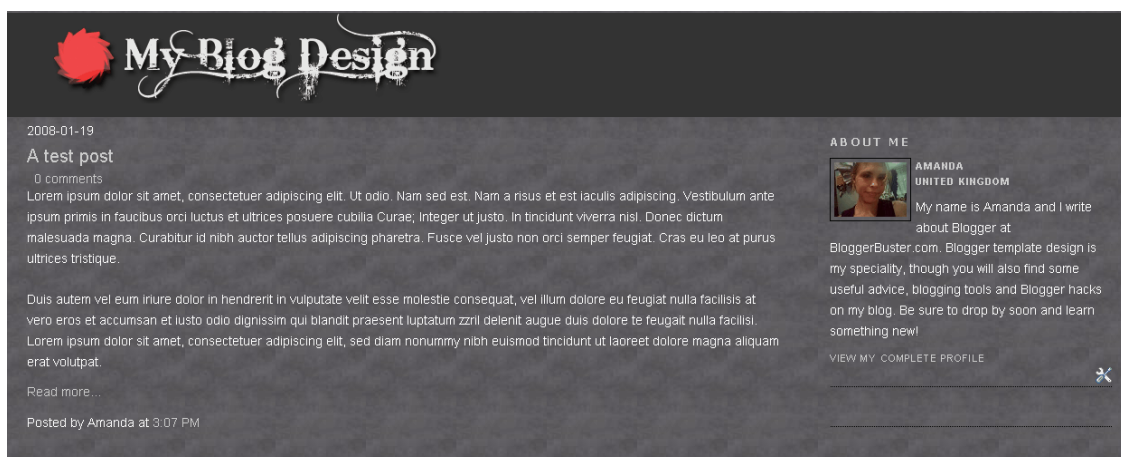 My Blog Design
2008-01-19
A test post
0 comments
Lorem ipsum dolor sit amet, consectetuer adipiscing elit. Ut odio. Nam sed est. Nam a risus et est iaculis adipiscing. Vestibulum ante
ipsum primis in faucibus orci luctus et ultrices posuere cubilia Curae; Integer ut justo. In tincidunt viverra nisl. Donec dictum
malesuada magna. Curabitur id nibh auctor tellus adipiscing pharetra. Fusce vel justo non orci semper feugiat. Cras eu leo at purus
ultrices tristique.
Duis autem vel eum iriure dolor in hendrerit in vulputate velit esse molestie consequat, vel illum dolore eu feugiat nulla facilisis at
vero eros et accumsan et iusto odio dignissim qui blandit praesent luptatum zzril delenit augue duis dolore te feugait nulla facilisi.
Lorem ipsum dolor sit amet, consectetuer adipiscing elit, sed diam nonummy nibh euismod tincidunt ut laoreet dolore magna aliquam
erat volutpat.
Read more...
Posted by Amanda at 3:07 PM
ABOUT ME
AMANDA
UNITED KINGDOM
My name is Amanda and I write
about Blogger at
BloggerBuster.com. Blogger template design is
my speciality, though you will also find some
useful advice, blogging tools and Blogger hacks
on my blog. Be sure to drop by soon and learn
something new!
VIEW MY COMPLETE PROFILE